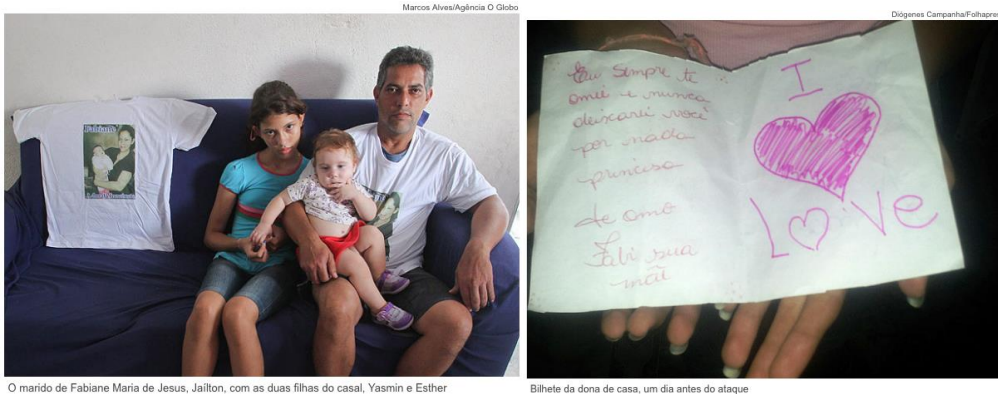 Marcos Alves/Agência O Globo
Fabiane
O marido de Fabiane Maria de Jesus, Jaílton, com as duas filhas do casal, Yasmin e Esther
Diógenes Campanha/Folhapres
Eu sempre te
amei e nunca
deixarei você
por nada
princesa
te amo
Fabi sua
mãe
I
Love
Bilhete da dona de casa, um dia antes do ataque